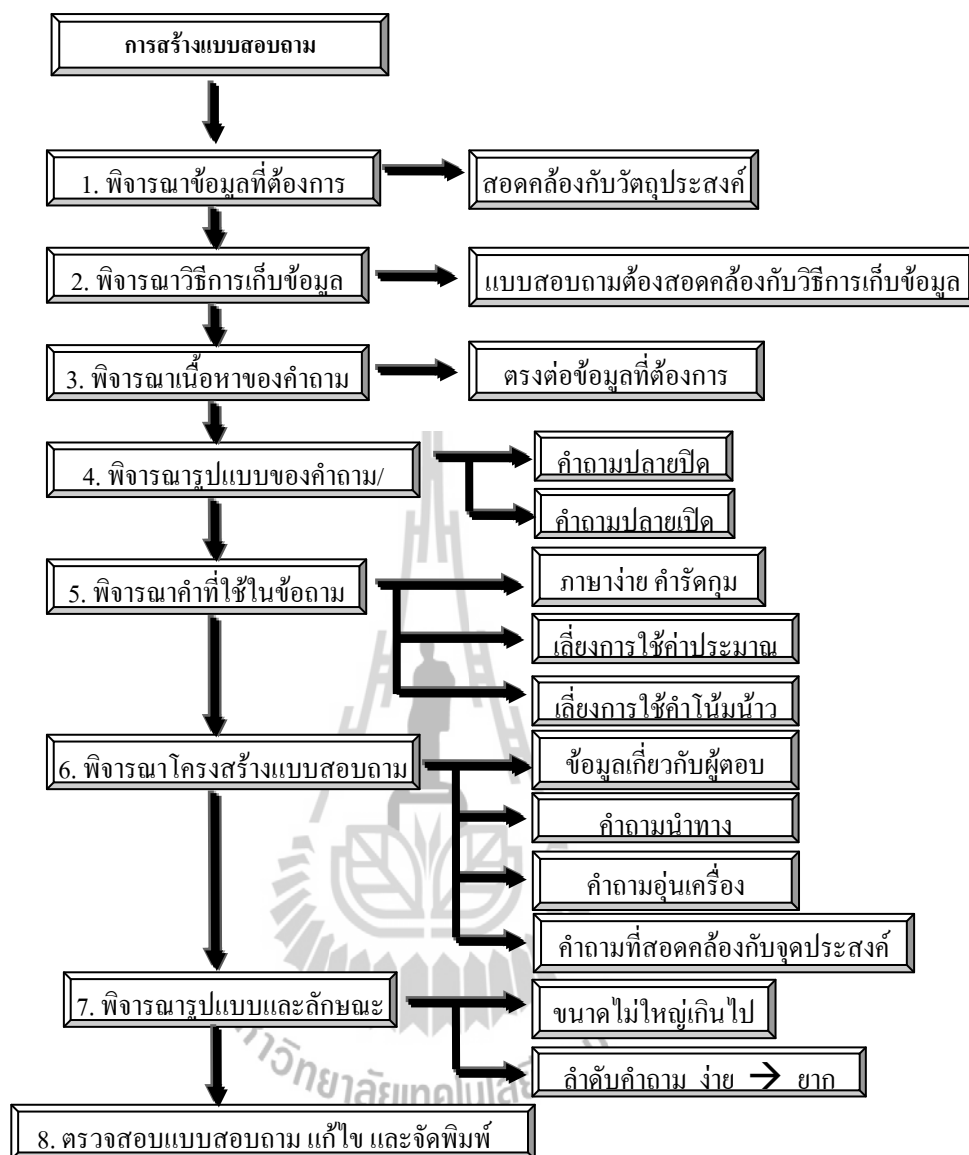 การสร้างแบบสอบถาม
1. พิจารณาข้อมูลที่ต้องการ
สอดคล้องกับวัตถุประสงค์
2. พิจารณาวิธีการเก็บข้อมูล
แบบสอบถามต้องสอดคล้องกับวิธีการเก็บข้อมูล
3. พิจารณาเนื้อหาของคำถาม
ตรงต่อข้อมูลที่ต้องการ
4. พิจารณารูปแบบของคำถาม/
คำถามปลายปิด
คำถามปลายเปิด
5. พิจารณาคำที่ใช้ในข้อถาม
ภาษาง่าย คำรัดกุม
เลี่ยงการใช้ค่าประมาณ
เลี่ยงการใช้คำโน้มน้าว
6. พิจารณาโครงสร้างแบบสอบถาม
ข้อมูลเกี่ยวกับผู้ตอบ
คำถามนำทาง
คำถามอุ่นเครื่อง
คำถามที่สอดคล้องกับจุดประสงค์
7. พิจารณารูปแบบและลักษณะ
ขนาดไม่ใหญ่เกินไป
ลำดับคำถาม ง่าย → ยาก
8. ตรวจสอบแบบสอบถาม แก้ไข และจัดพิมพ์